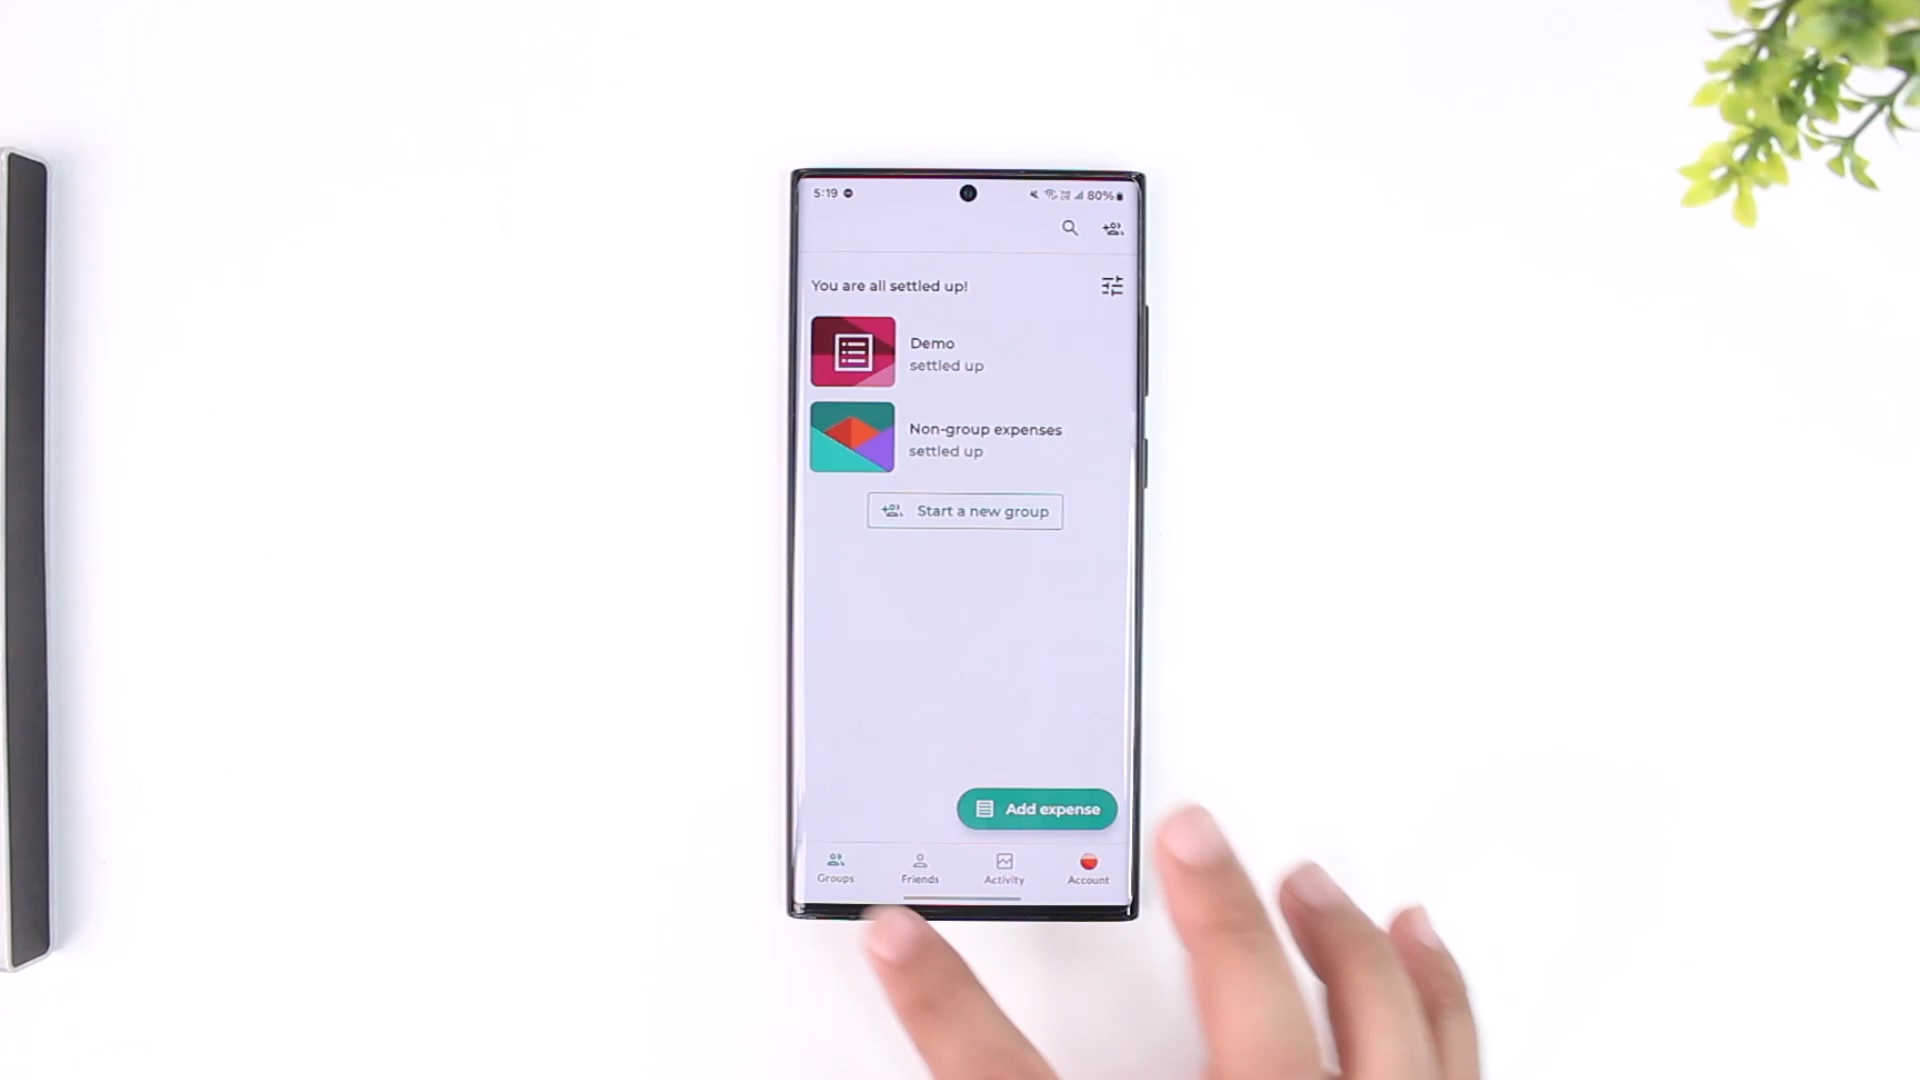 5:19
80%
You are all settled up!
Demo
settled up
Non-group expenses
settled up
Start a new group
Add expense
Groups
Friends
Activity
Account